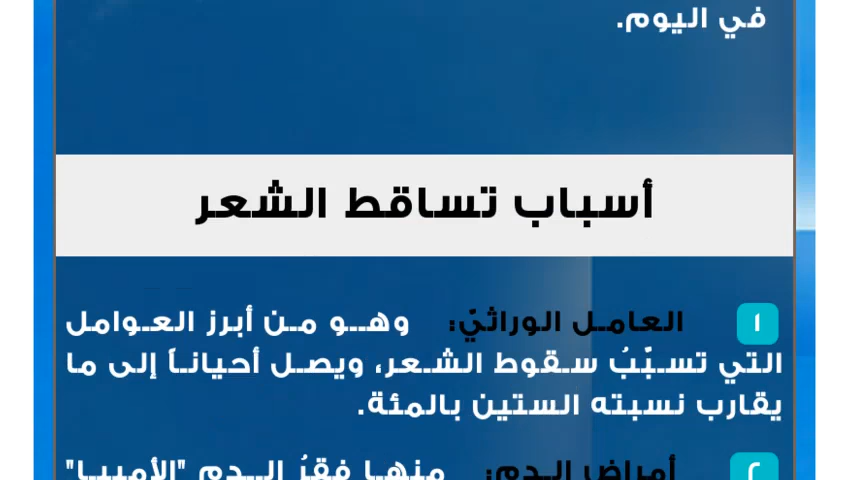 في اليوم.
أسباب تساقط الشعر
١ العامل الوراثيّ: وهو من أبرز العوامل
التي تسبّبُ سقوط الشعر، ويصل أحياناً إلى ما
يقارب نسبته الستين بالمئة.
٢ أمراض الدم: منها فقرُ الدم "الأميبيا"